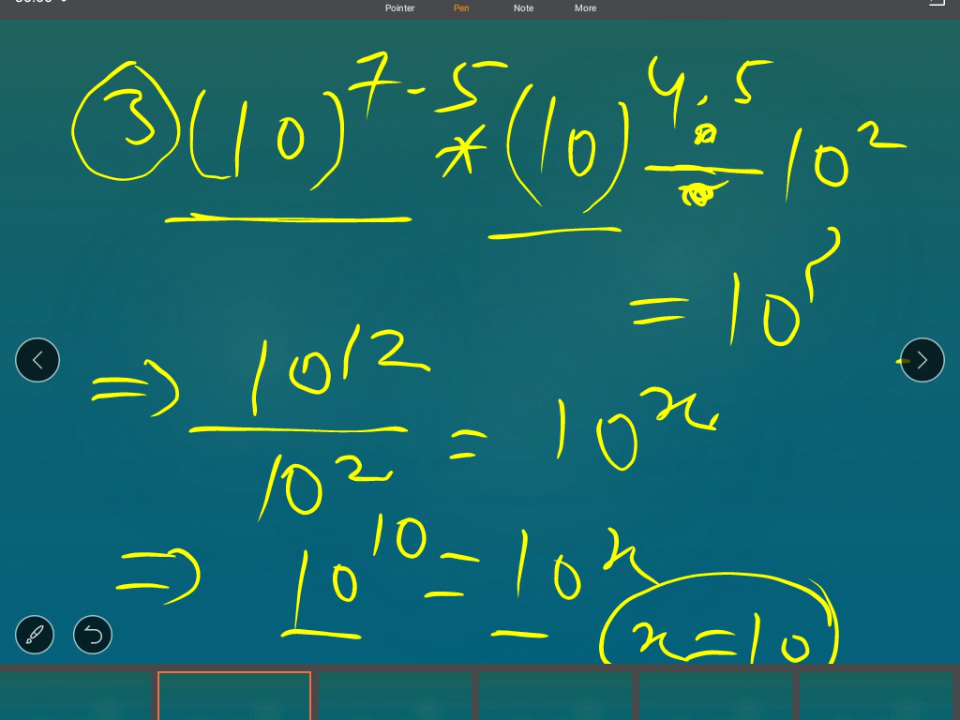 Pointer Pen Note More
3 (10)^7.5 * (10)^4.5 ÷ 10^2
= 10^?
=> 10^12 / 10^2 = 10^x
=> 10^10 = 10^x
x = 10